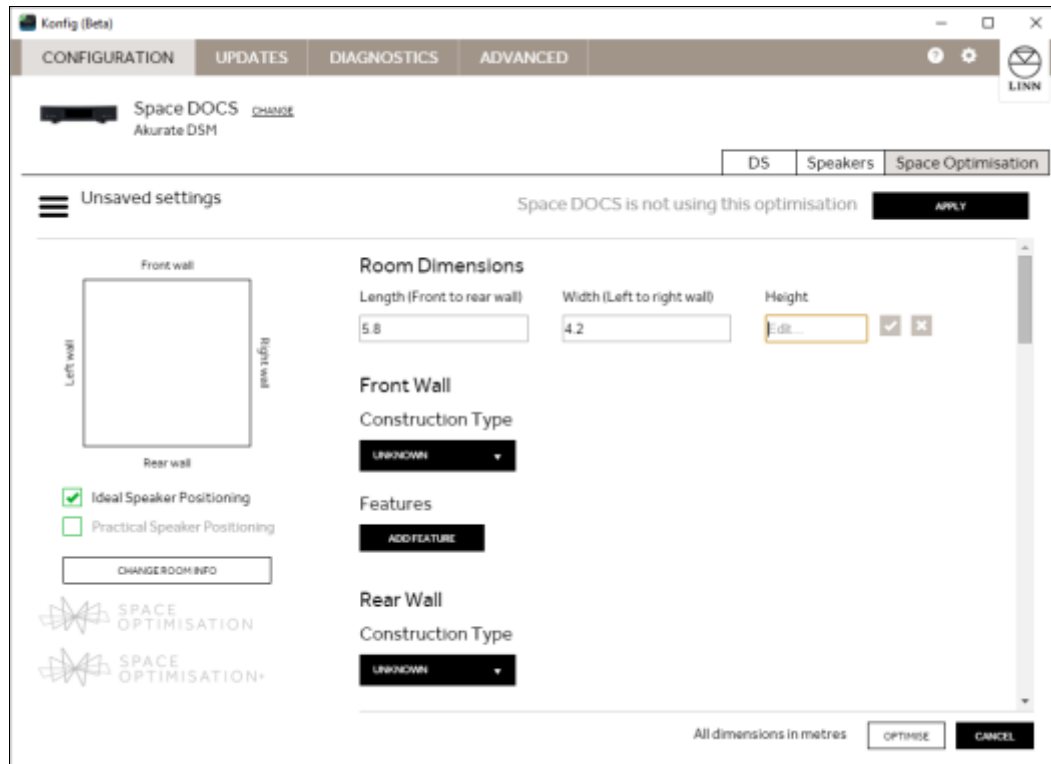 Konfig (Beta)
CONFIGURATION UPDATES DIAGNOSTICS ADVANCED
LINN
Space DOCS CHANGE
Akurate DSM
DS Speakers Space Optimisation
Unsaved settings
Space DOCS is not using this optimisation
APPLY
Front wall
Left wall
Right wall
Rear wall
Ideal Speaker Positioning
Practical Speaker Positioning
CHANGE ROOM INFO
SPACE
OPTIMISATION
SPACE
OPTIMISATION+
Room Dimensions
Length (Front to rear wall) Width (Left to right wall) Height
5.8 4.2 Edit...
Front Wall
Construction Type
UNKNOWN
Features
ADD FEATURE
Rear Wall
Construction Type
UNKNOWN
All dimensions in metres OPTIMISE CANCEL